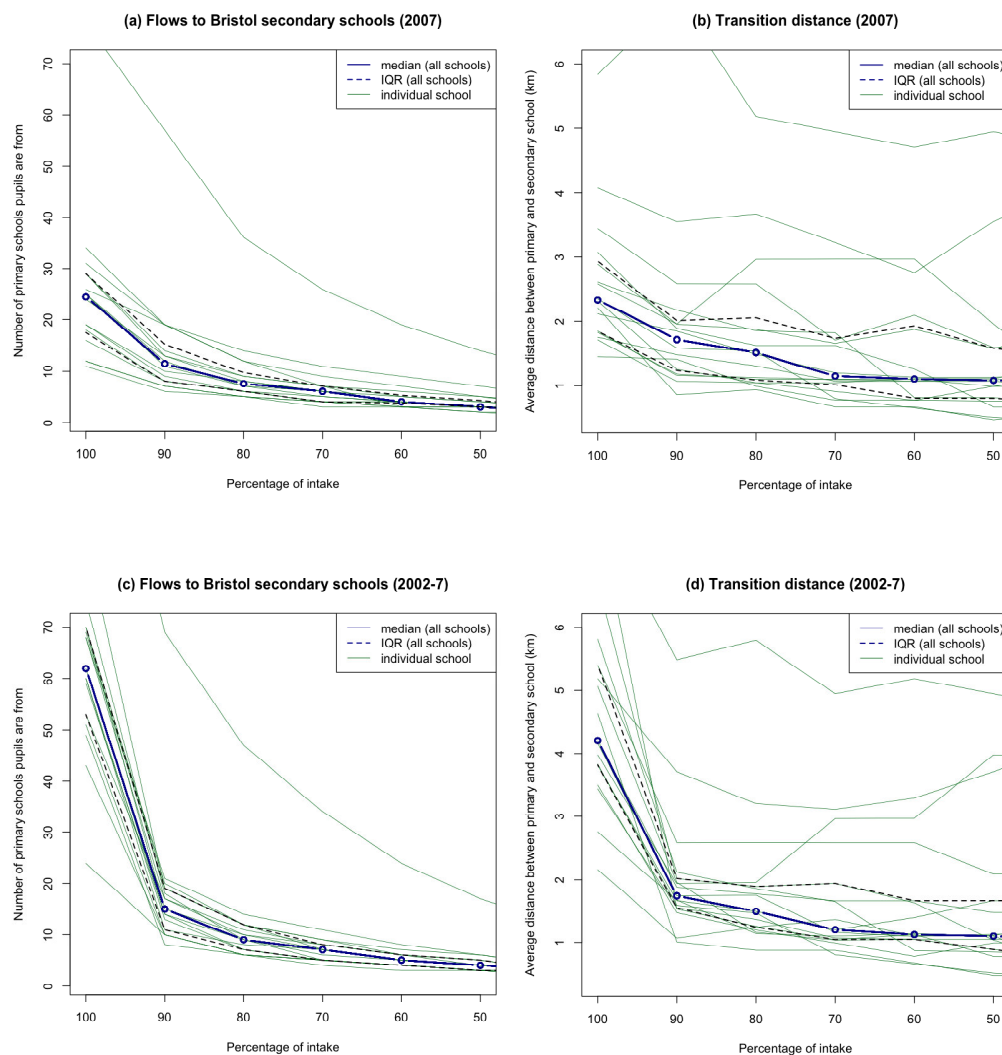 (a) Flows to Bristol secondary schools (2007)
Number of primary schools pupils are from
70
60
50
40
30
20
10
0
median (all schools)
IQR (all schools)
individual school
100 90 80 70 60 50
Percentage of intake
(b) Transition distance (2007)
Average distance between primary and secondary school (km)
6
5
4
3
2
1
median (all schools)
IQR (all schools)
individual school
100 90 80 70 60 50
Percentage of intake
(c) Flows to Bristol secondary schools (2002-7)
Number of primary schools pupils are from
70
60
50
40
30
20
10
0
median (all schools)
IQR (all schools)
individual school
100 90 80 70 60 50
Percentage of intake
(d) Transition distance (2002-7)
Average distance between primary and secondary school (km)
6
5
4
3
2
1
median (all schools)
IQR (all schools)
individual school
100 90 80 70 60 50
Percentage of intake